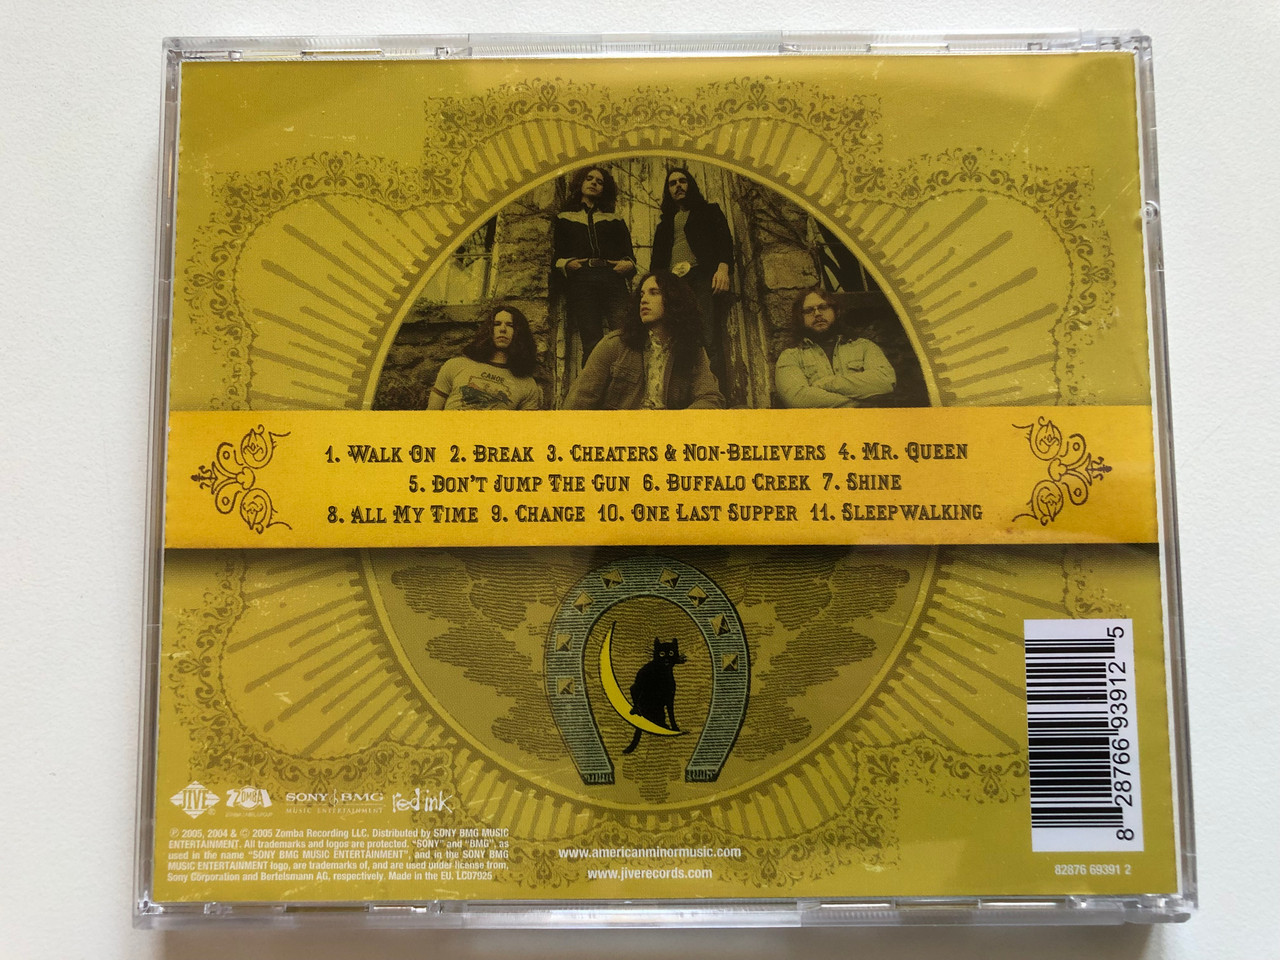 CANOE
1. Walk On 2. Break 3. Cheaters & Non-Believers 4. Mr. Queen
5. Don't Jump The Gun 6. Buffalo Creek 7. Shine
8. All My Time 9. Change 10. One Last Supper 11. Sleepwalking
JIVE ZOMBA SONY BMG MUSIC ENTERTAINMENT red ink
℗ 2005, 2004 & © 2005 Zomba Recording LLC. Distributed by SONY BMG MUSIC
ENTERTAINMENT. All trademarks and logos are protected. "SONY" and "BMG", as
used in the name "SONY BMG MUSIC ENTERTAINMENT", and in the SONY BMG
MUSIC ENTERTAINMENT logo, are trademarks of, and are used under license from,
Sony Corporation and Bertelsmann AG, respectively. Made in the EU. LC07925
www.americanminormusic.com
www.jiverecords.com
8 28766 93912 5
82876 69391 2